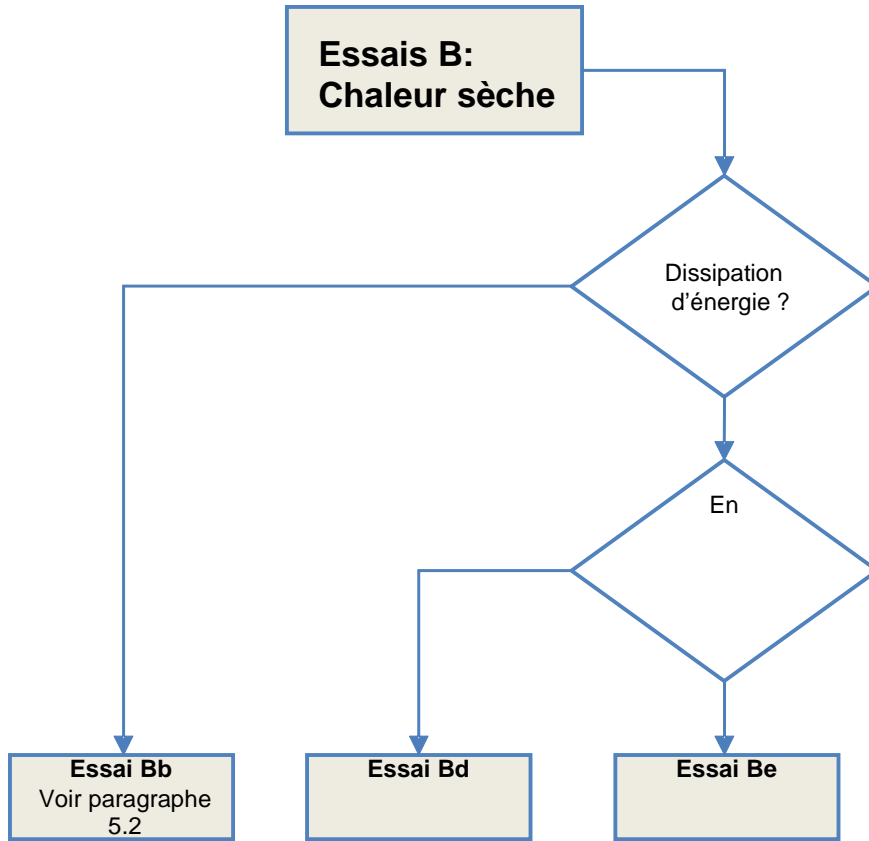 Essais B:
Chaleur sèche
Dissipation
d'énergie ?
En
Essai Bb
Voir paragraphe
5.2
Essai Bd
Essai Be